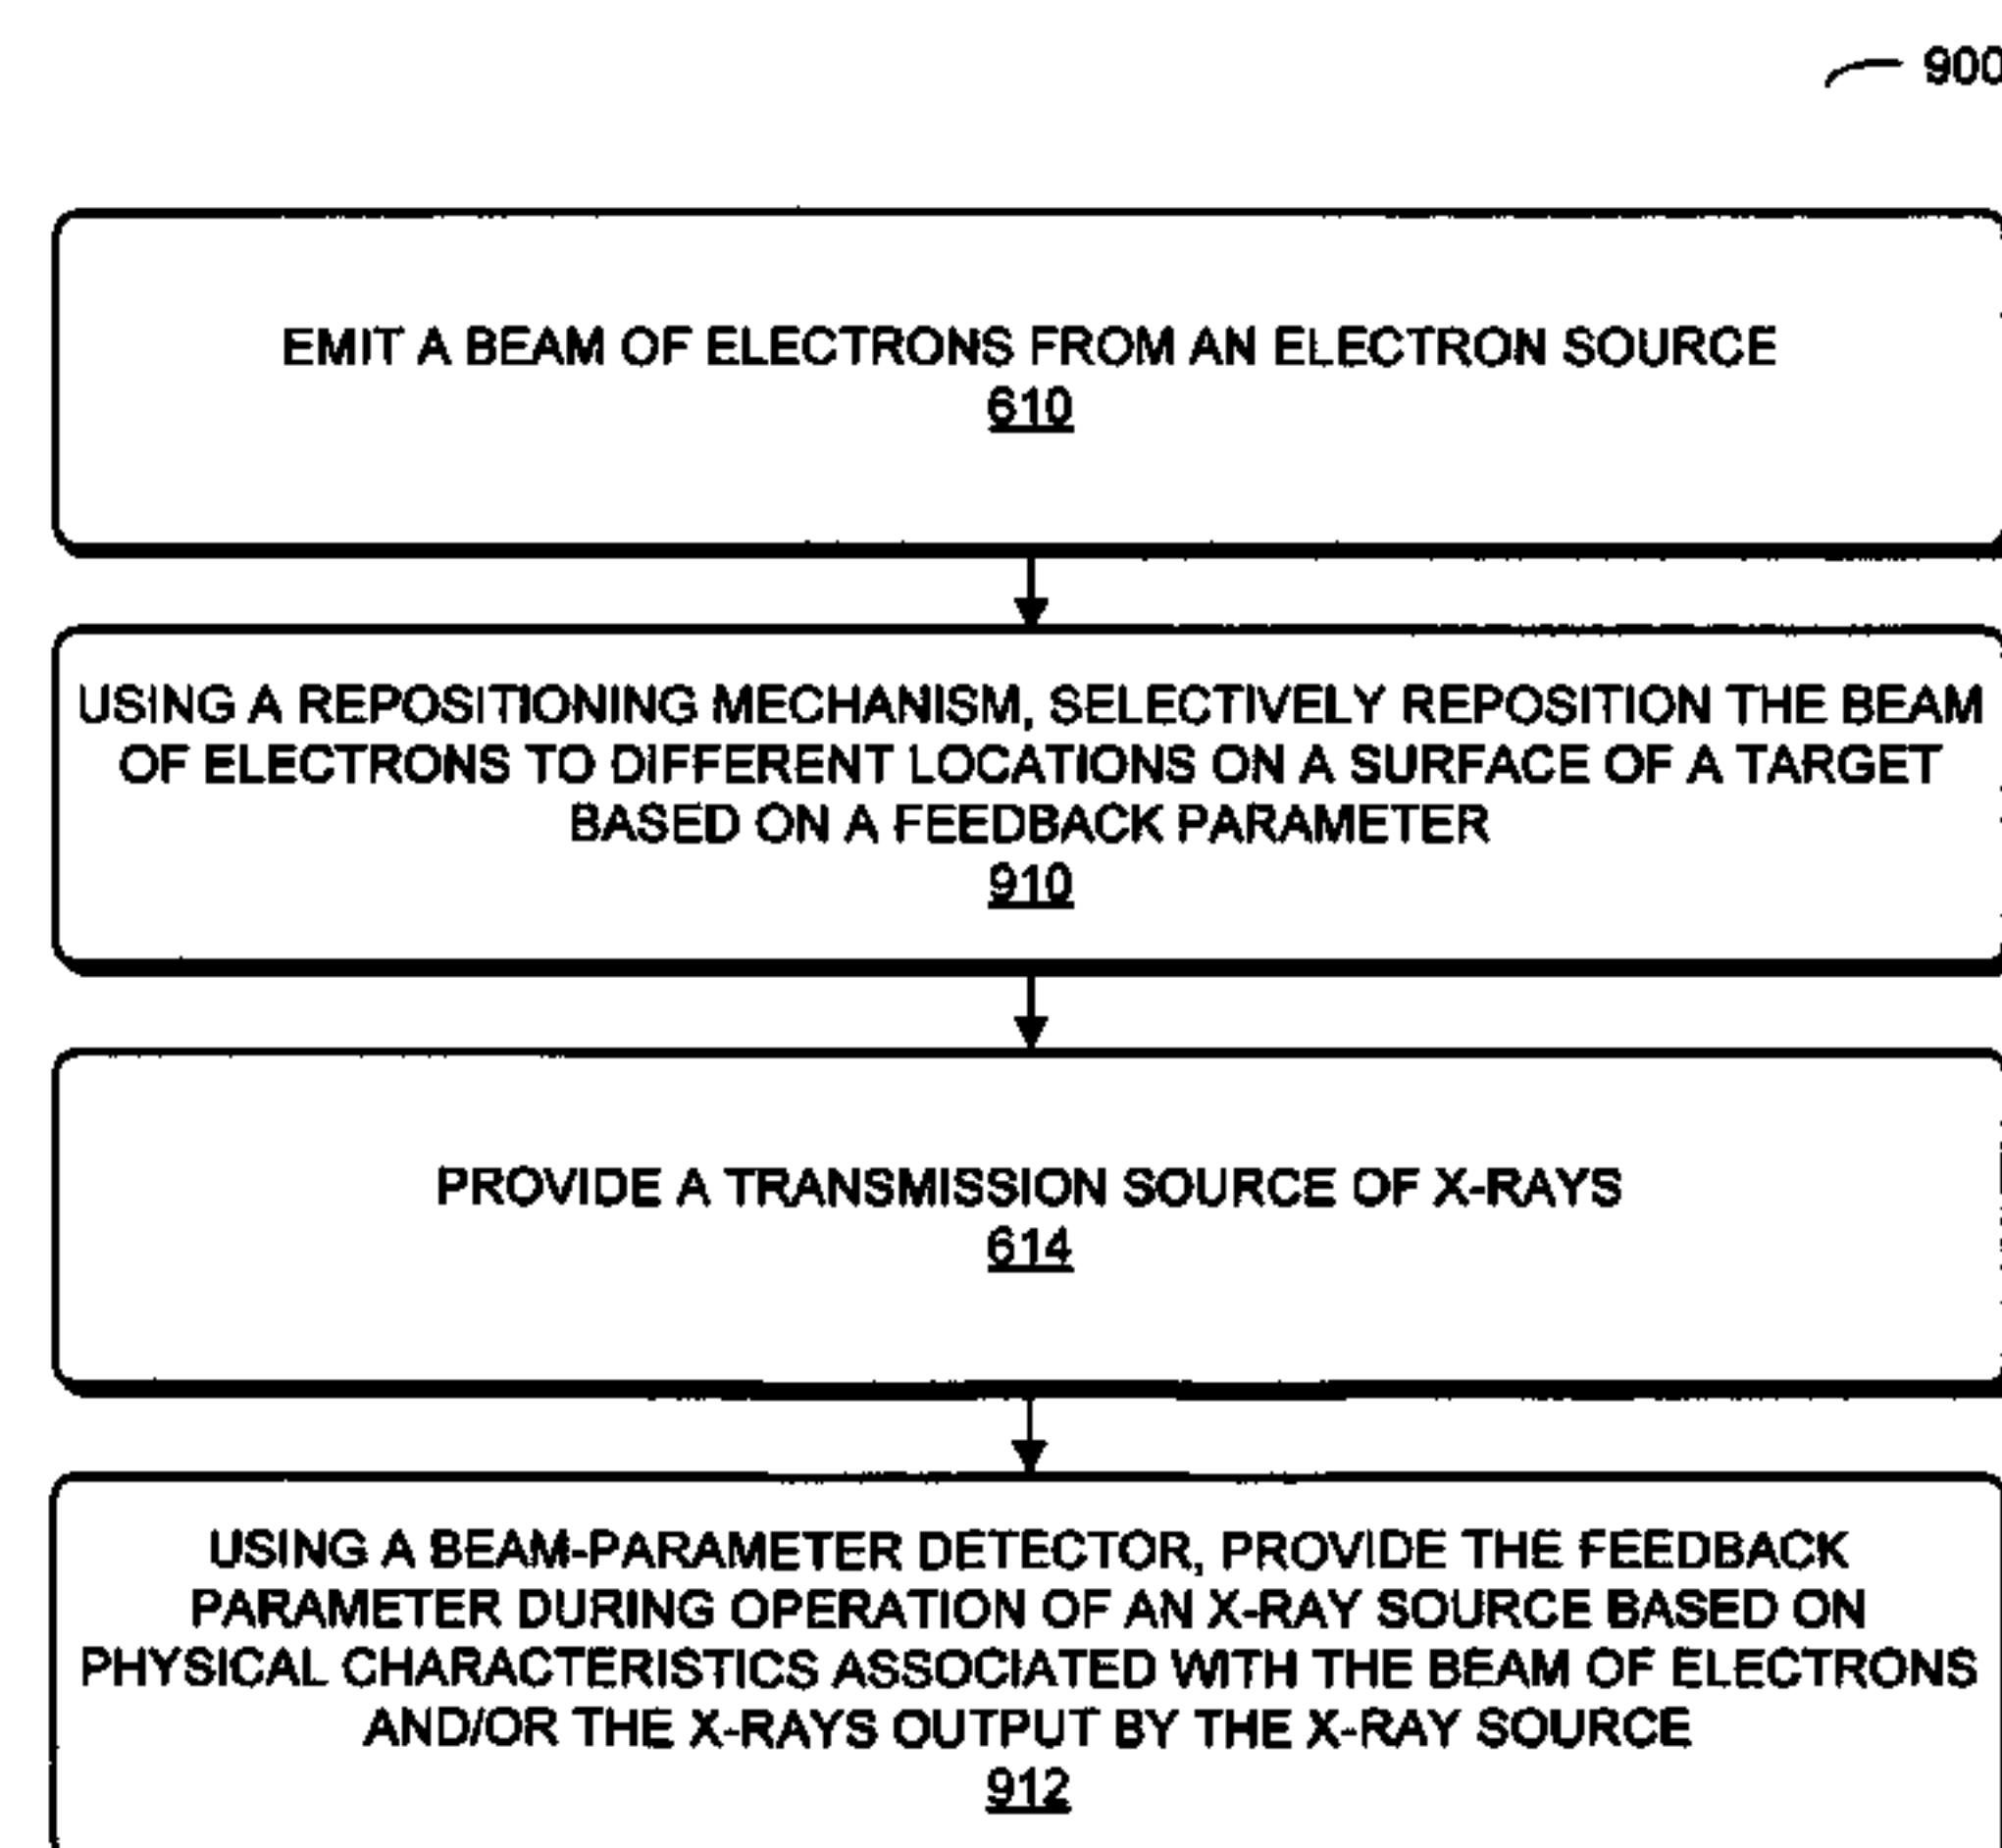 900
EMIT A BEAM OF ELECTRONS FROM AN ELECTRON SOURCE
610
USING A REPOSITIONING MECHANISM, SELECTIVELY REPOSITION THE BEAM
OF ELECTRONS TO DIFFERENT LOCATIONS ON A SURFACE OF A TARGET
BASED ON A FEEDBACK PARAMETER
910
PROVIDE A TRANSMISSION SOURCE OF X-RAYS
614
USING A BEAM-PARAMETER DETECTOR, PROVIDE THE FEEDBACK
PARAMETER DURING OPERATION OF AN X-RAY SOURCE BASED ON
PHYSICAL CHARACTERISTICS ASSOCIATED WITH THE BEAM OF ELECTRONS
AND/OR THE X-RAYS OUTPUT BY THE X-RAY SOURCE
912